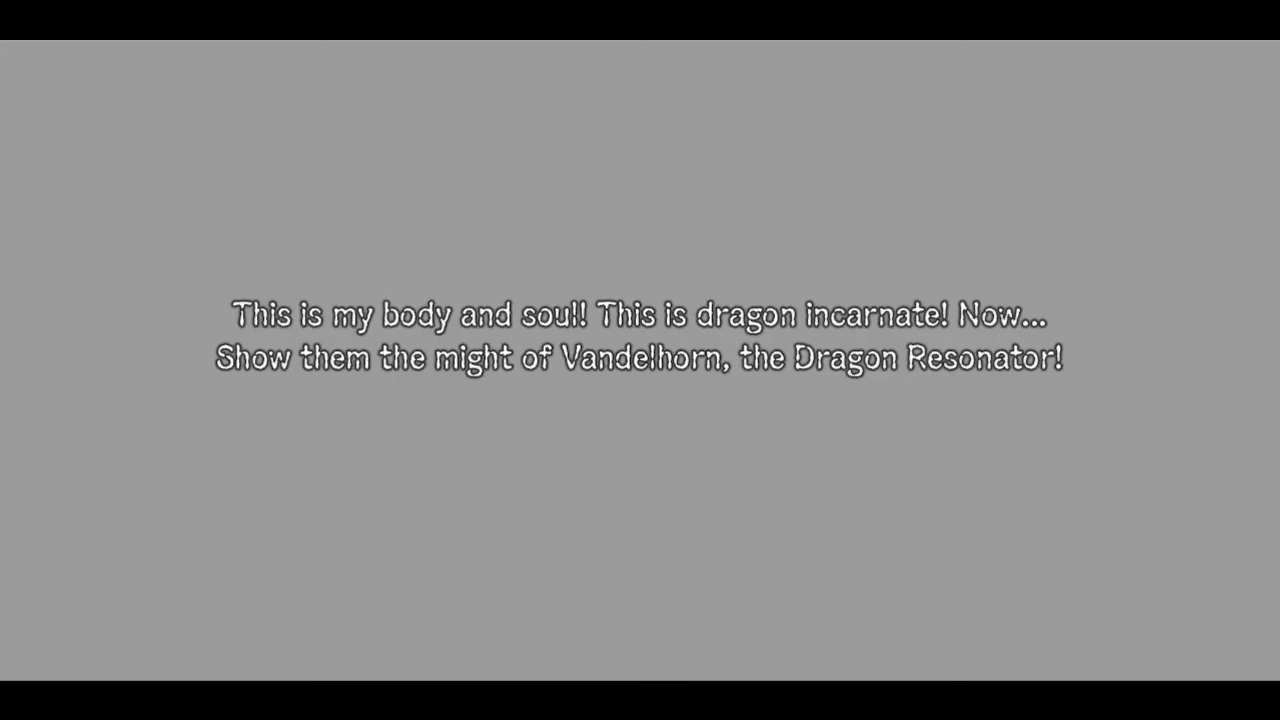 This is my body and soul! This is dragon incarnate! Now...
Show them the might of Vandelhorn, the Dragon Resonator!